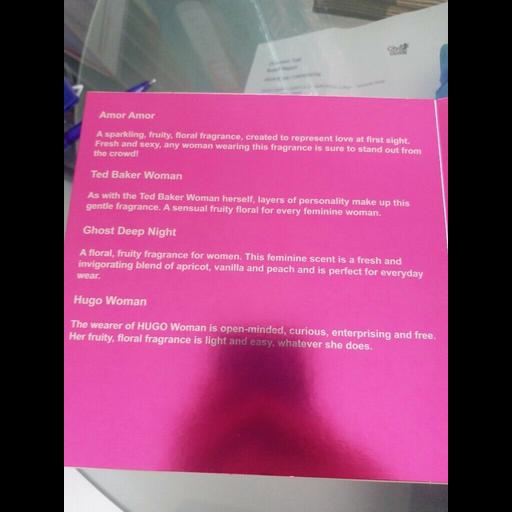 City
Amor Amor
A sparkling, fruity, floral fragrance, created to represent love at first sight.
Fresh and sexy, any woman wearing this fragrance is sure to stand out from
the crowd!
Ted Baker Woman
As with the Ted Baker Woman herself, layers of personality make up this
gentle fragrance. A sensual fruity floral for every feminine woman.
Ghost Deep Night
A floral, fruity fragrance for women. This feminine scent is a fresh and
invigorating blend of apricot, vanilla and peach and is perfect for everyday
wear.
Hugo Woman
The wearer of HUGO Woman is open-minded, curious, enterprising and free.
Her fruity, floral fragrance is light and easy, whatever she does.